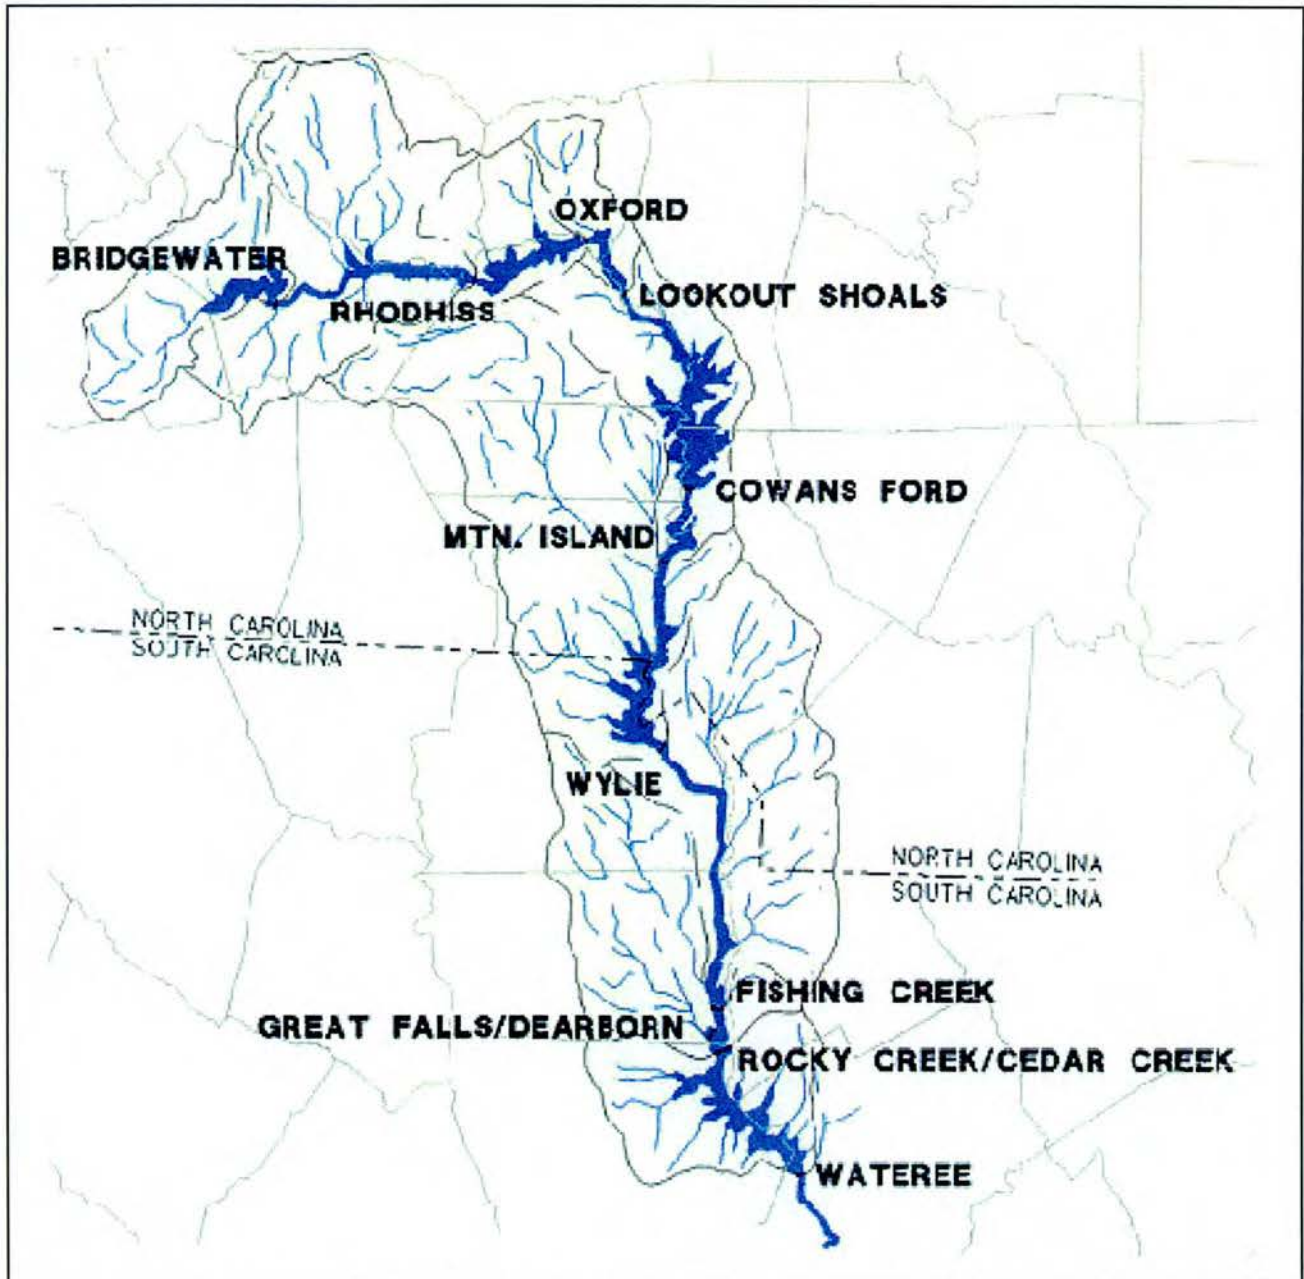 OXFORD
BRIDGEWATER
LOOKOUT SHOALS
RHODHISS
COWANS FORD
MTN. ISLAND
NORTH CAROLINA
SOUTH CAROLINA
WYLIE
NORTH CAROLINA
SOUTH CAROLINA
FISHING CREEK
GREAT FALLS/DEARBORN
ROCKY CREEK/CEDAR CREEK
WATEREE